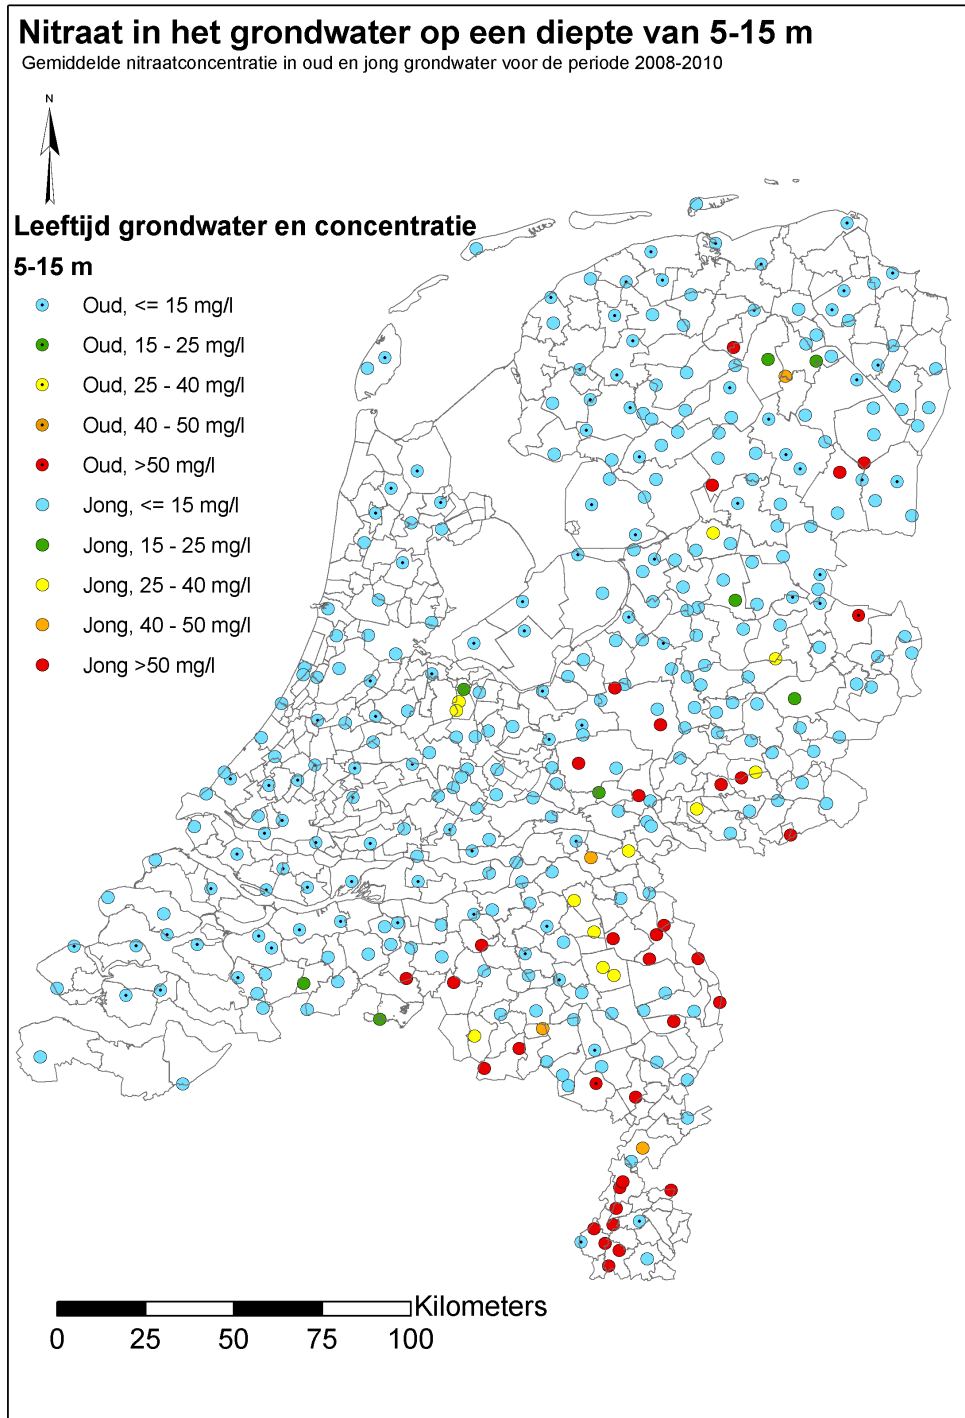 Nitraat in het grondwater op een diepte van 5-15 m
Gemiddelde nitraatconcentratie in oud en jong grondwater voor de periode 2008-2010
N
Leeftijd grondwater en concentratie
5-15 m
Oud, <= 15 mg/l
Oud, 15 - 25 mg/l
Oud, 25 - 40 mg/l
Oud, 40 - 50 mg/l
Oud, >50 mg/l
Jong, <= 15 mg/l
Jong, 15 - 25 mg/l
Jong, 25 - 40 mg/l
Jong, 40 - 50 mg/l
Jong >50 mg/l
Kilometers
0 25 50 75 100